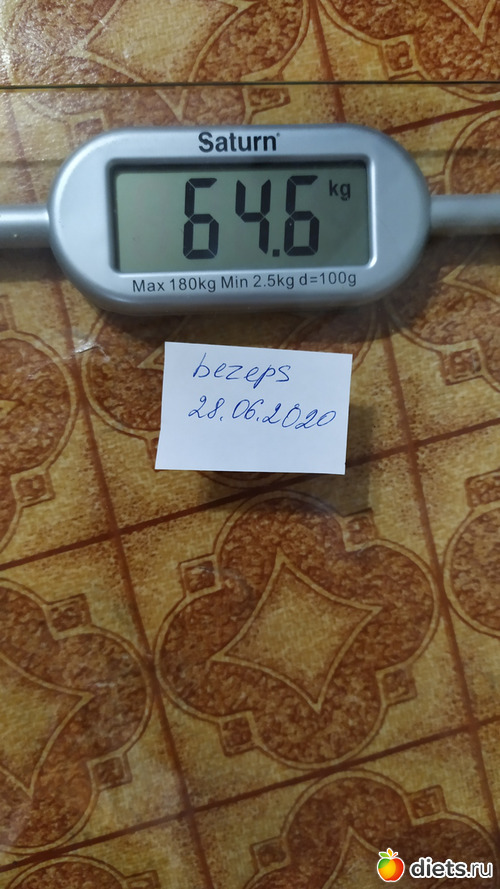 Saturn
64.6 kg
Max 180kg Min 2.5kg d=100g
bezeps
28.06.2020
diets.ru